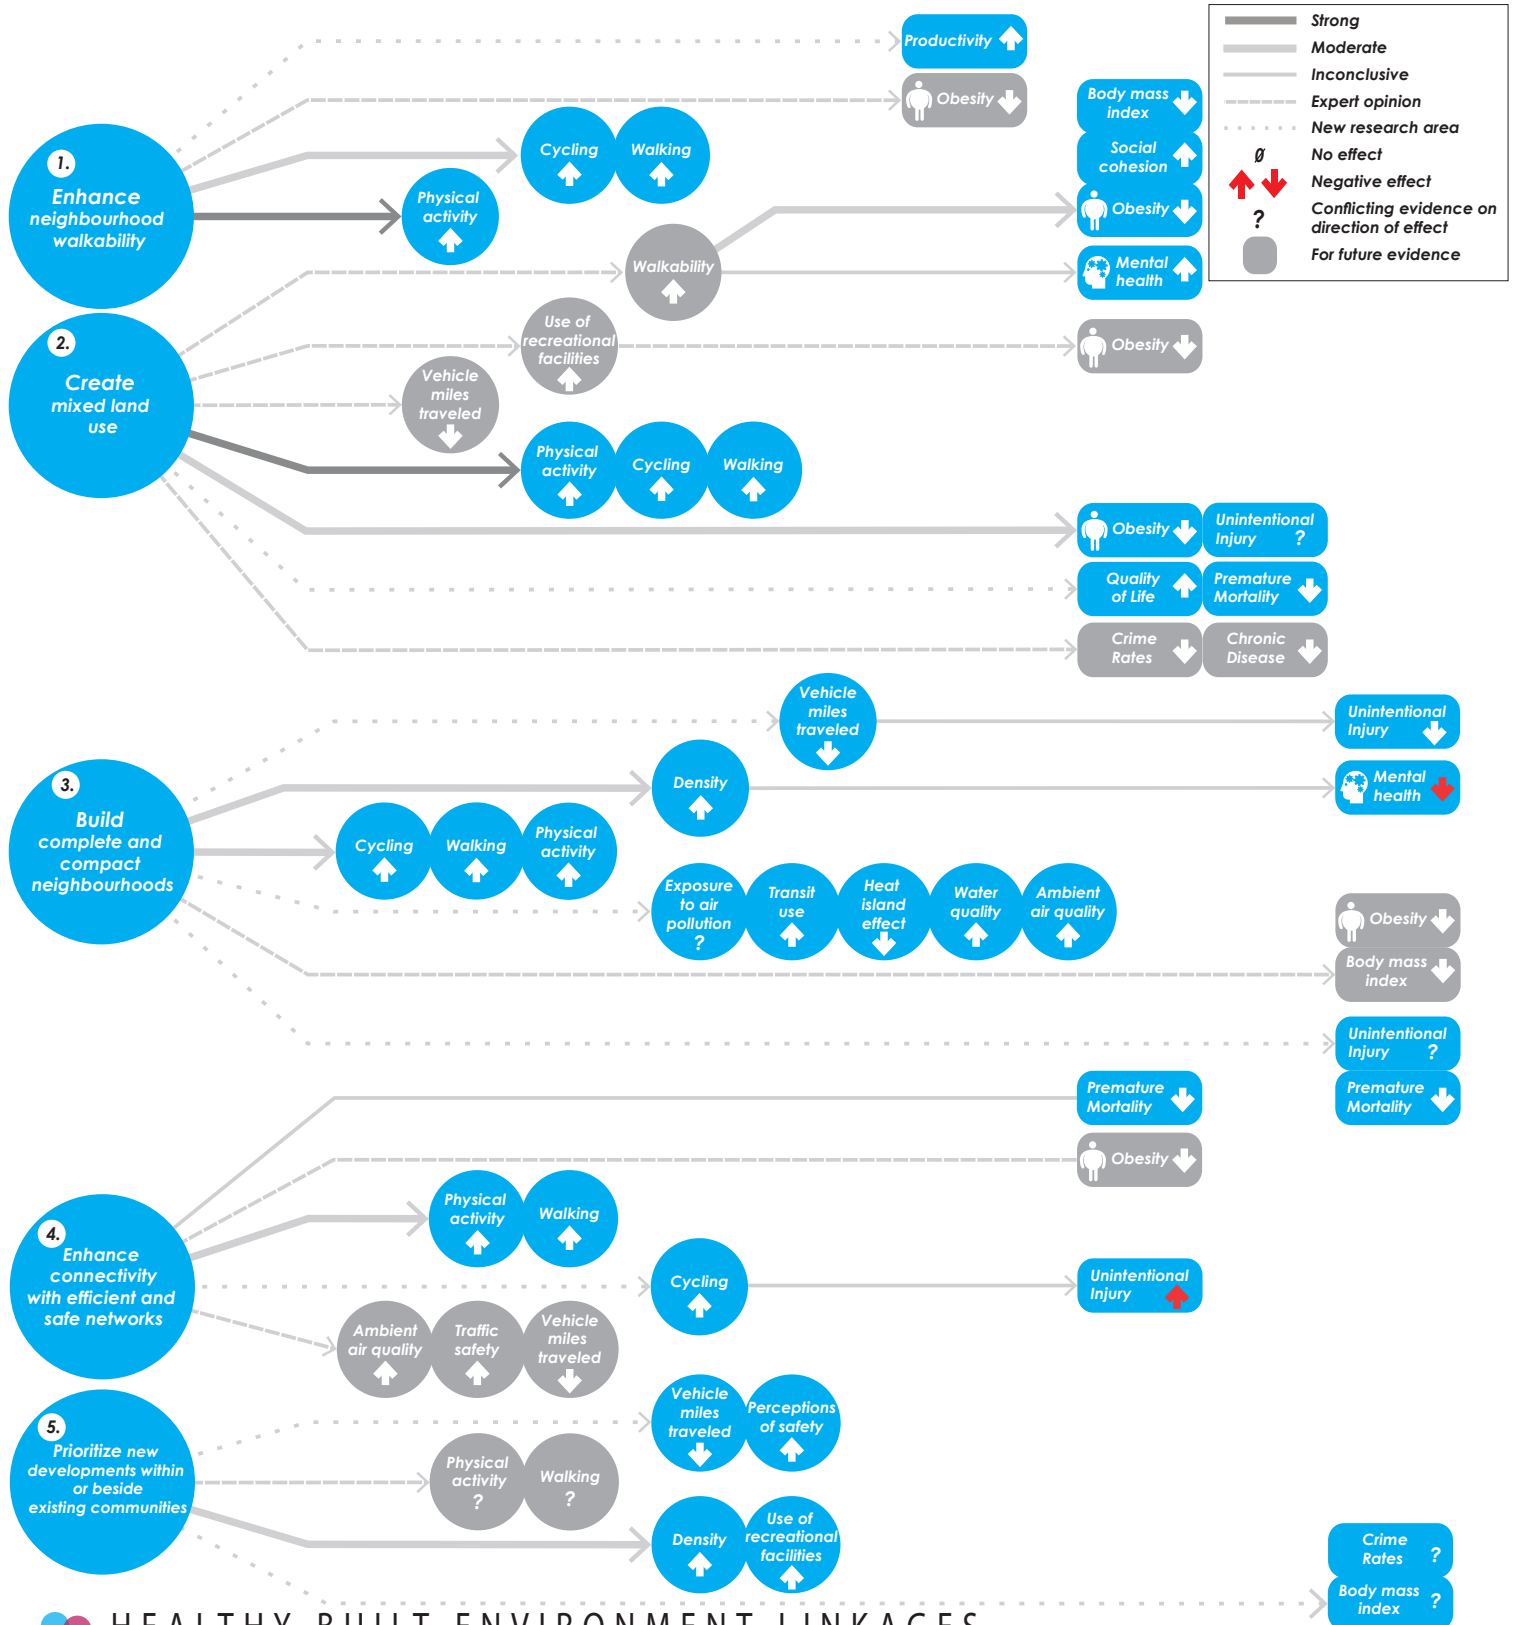 Strong
Moderate
Inconclusive
Expert opinion
New research area
Ø No effect
Negative effect
? Conflicting evidence on
direction of effect
For future evidence
1.
Enhance
neighbourhood
walkability
Productivity
Obesity
Cycling
Walking
Physical
activity
Body mass
index
Social
cohesion
Obesity
Mental
health
Walkability
2.
Create
mixed land
use
Use of
recreational
facilities
Obesity
Vehicle
miles
traveled
Physical
activity
Cycling
Walking
Obesity
Unintentional
Injury ?
Quality
of Life
Premature
Mortality
Crime
Rates
Chronic
Disease
3.
Build
complete and
compact
neighbourhoods
Vehicle
miles
traveled
Unintentional
Injury
Density
Mental
health
Cycling
Walking
Physical
activity
Exposure
to air
pollution
?
Transit
use
Heat
island
effect
Water
quality
Ambient
air quality
Obesity
Body mass
index
Unintentional
Injury ?
Premature
Mortality
4.
Enhance
connectivity
with efficient and
safe networks
Premature
Mortality
Obesity
Physical
activity
Walking
Cycling
Unintentional
Injury
Ambient
air quality
Traffic
safety
Vehicle
miles
traveled
5.
Prioritize new
developments within
or beside
existing communities
Vehicle
miles
traveled
Perceptions
of safety
Physical
activity
?
Walking
?
Density
Use of
recreational
facilities
Crime
Rates ?
Body mass
index ?
HEALTHY BUILT ENVIRONMENT LINKAGES